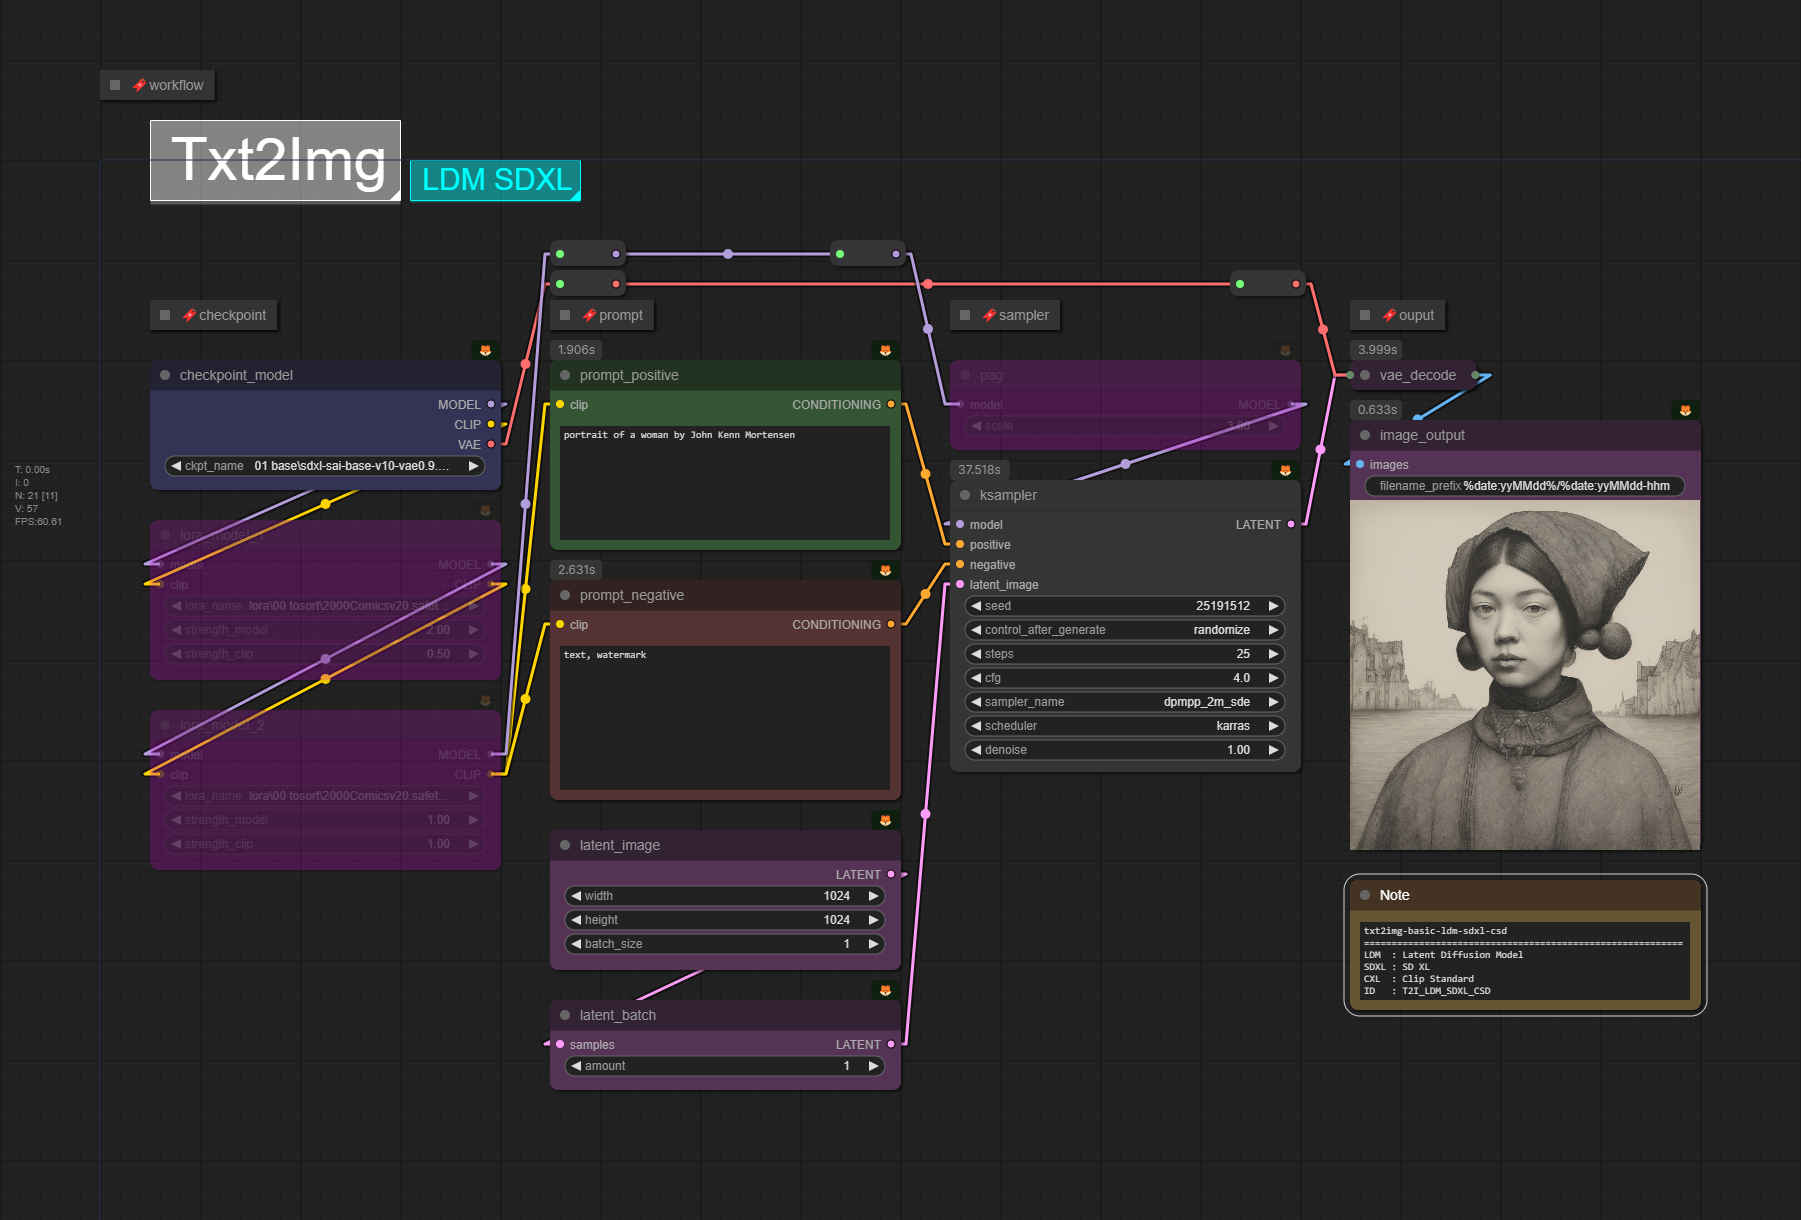 workflow
Txt2Img
LDM SDXL
checkpoint
prompt
sampler
ouput
checkpoint_model
MODEL
CLIP
VAE
ckpt_name 01 base\sdxl-sai-base-v10-vae0.9....
T: 0.00s
I: 0
N: 21 [11]
V: 57
FPS:60.61
lora_model_1
model MODEL
clip CLIP
lora_name lora\00 tosort\2000Comicsv20.safet...
strength_model 2.00
strength_clip 0.50
lora_model_2
model MODEL
clip CLIP
lora_name lora\00 tosort\2000Comicsv20.safet...
strength_model 1.00
strength_clip 1.00
1.906s
prompt_positive
clip CONDITIONING
portrait of a woman by John Kenn Mortensen
2.631s
prompt_negative
clip CONDITIONING
text, watermark
latent_image
LATENT
width 1024
height 1024
batch_size 1
latent_batch
samples LATENT
amount 1
pag
model MODEL
scale 3.00
37.518s
ksampler
model LATENT
positive
negative
latent_image
seed 25191512
control_after_generate randomize
steps 25
cfg 4.0
sampler_name dpmpp_2m_sde
scheduler karras
denoise 1.00
3.999s
vae_decode
0.633s
image_output
images
filename_prefix %date:yyMMdd%/%date:yyMMdd-hhm
Note
txt2img-basic-ldm-sdxl-csd
==========================================================
LDM : Latent Diffusion Model
SDXL : SD XL
CXL : Clip Standard
ID : T2I_LDM_SDXL_CSD